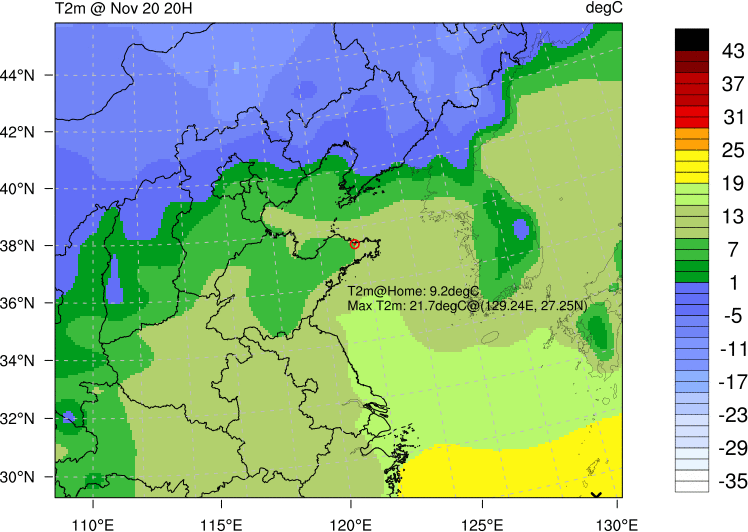 T2m @ Nov 20 20H
degC
44°N
42°N
40°N
38°N
36°N
34°N
32°N
30°N
T2m@Home: 9.2degC
Max T2m: 21.7degC@(129.24E, 27.25N)
110°E
115°E
120°E
125°E
130°E
43
37
31
25
19
13
7
1
-5
-11
-17
-23
-29
-35